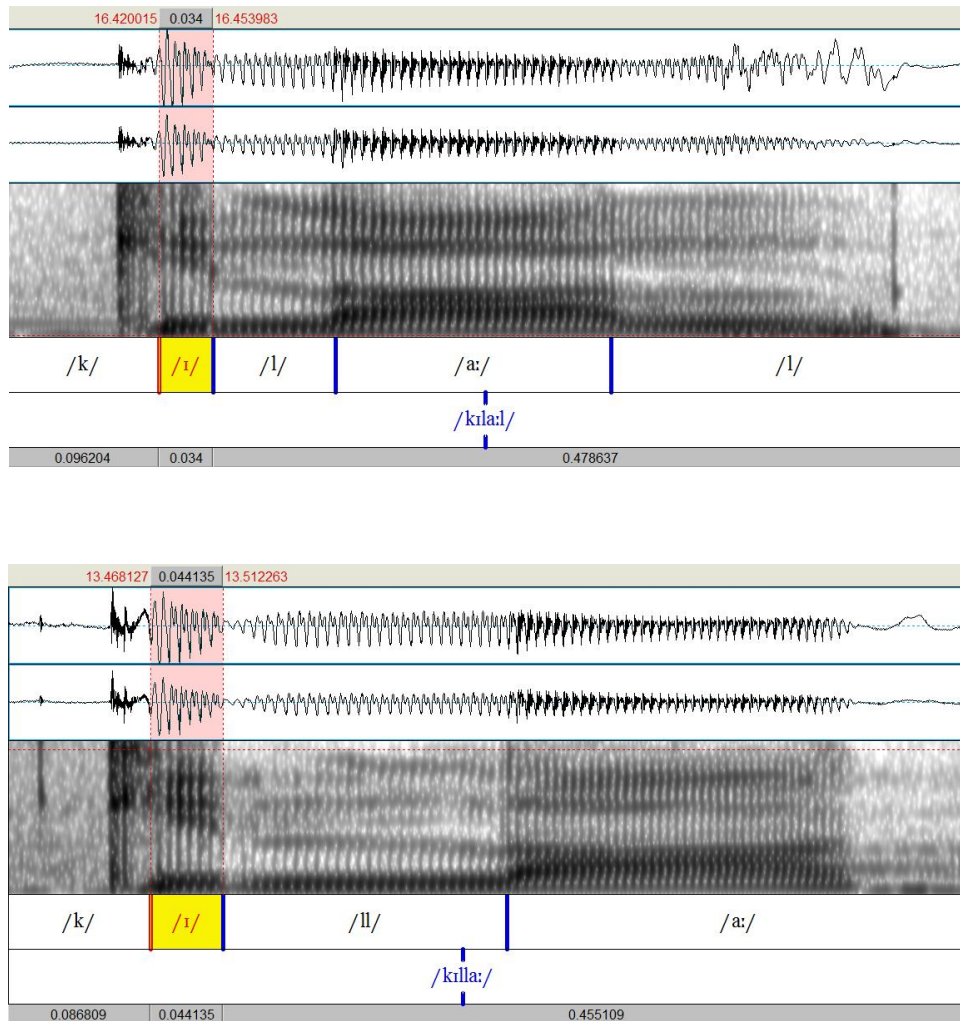 16.420015 0.034 16.453983
/k/ /ɪ/ /l/ /aː/ /l/
/kɪlaːl/
0.096204 0.034 0.478637
13.468127 0.044135 13.512263
/k/ /ɪ/ /ll/ /aː/
/kɪllaː/
0.086809 0.044135 0.455109